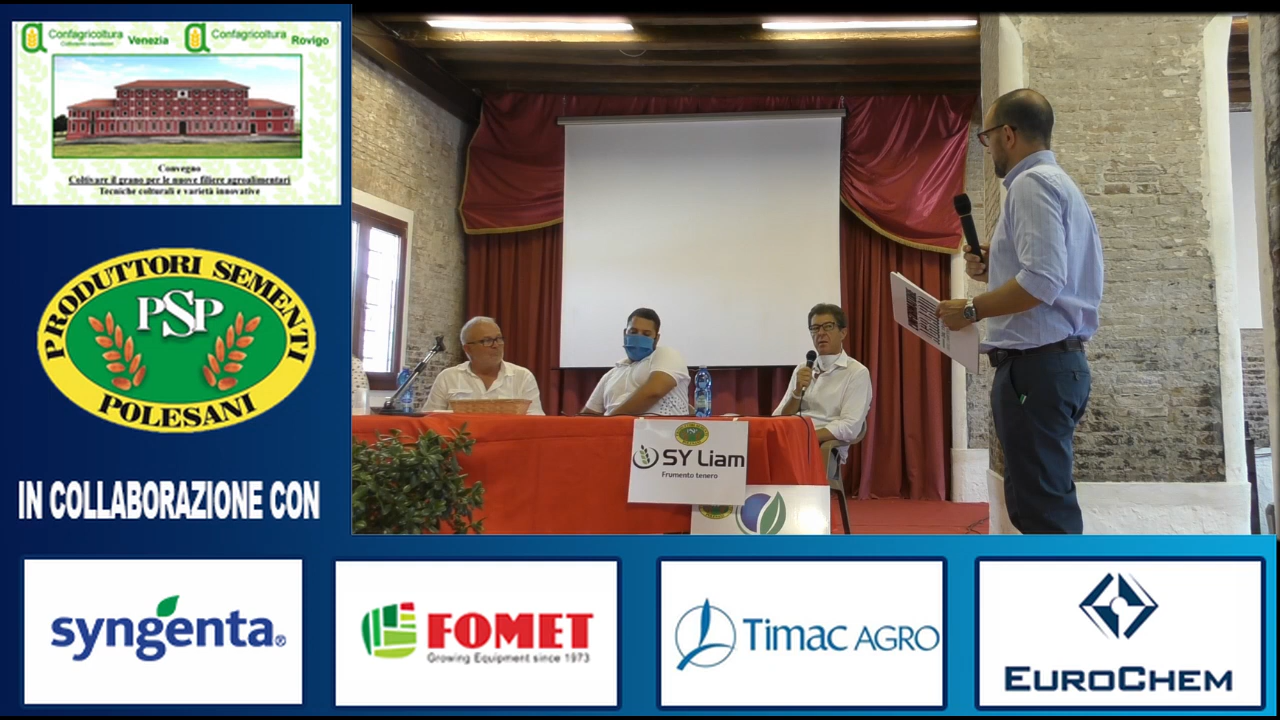 Confagricoltura
Venezia
Confagricoltura
Rovigo
Convegno
Coltivare il grano per le nuove filiere agroalimentari
Tecniche colturali e varietà innovative
PRODUTTORI SEMENTI
PSP
POLESANI
IN COLLABORAZIONE CON
SY Liam
Frumento tenero
syngenta®
FOMET
Growing Equipment since 1973
Timac AGRO
EUROCHEM